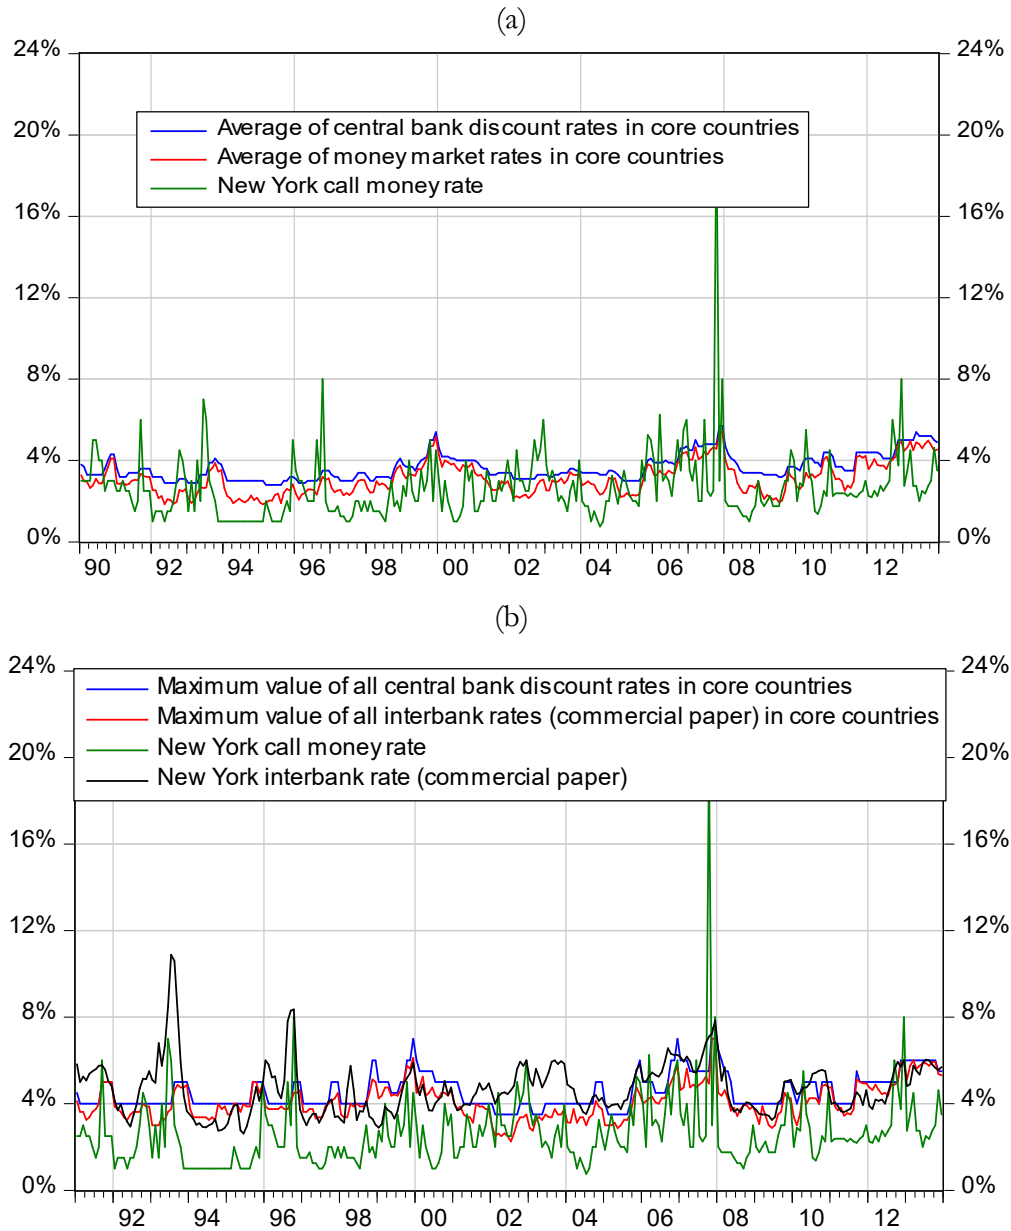 (a)
24% 24%
20% 20%
16% 16%
12% 12%
8% 8%
4% 4%
0% 0%
Average of central bank discount rates in core countries
Average of money market rates in core countries
New York call money rate
90 92 94 96 98 00 02 04 06 08 10 12
(b)
24% 24%
20% 20%
16% 16%
12% 12%
8% 8%
4% 4%
0% 0%
Maximum value of all central bank discount rates in core countries
Maximum value of all interbank rates (commercial paper) in core countries
New York call money rate
New York interbank rate (commercial paper)
92 94 96 98 00 02 04 06 08 10 12